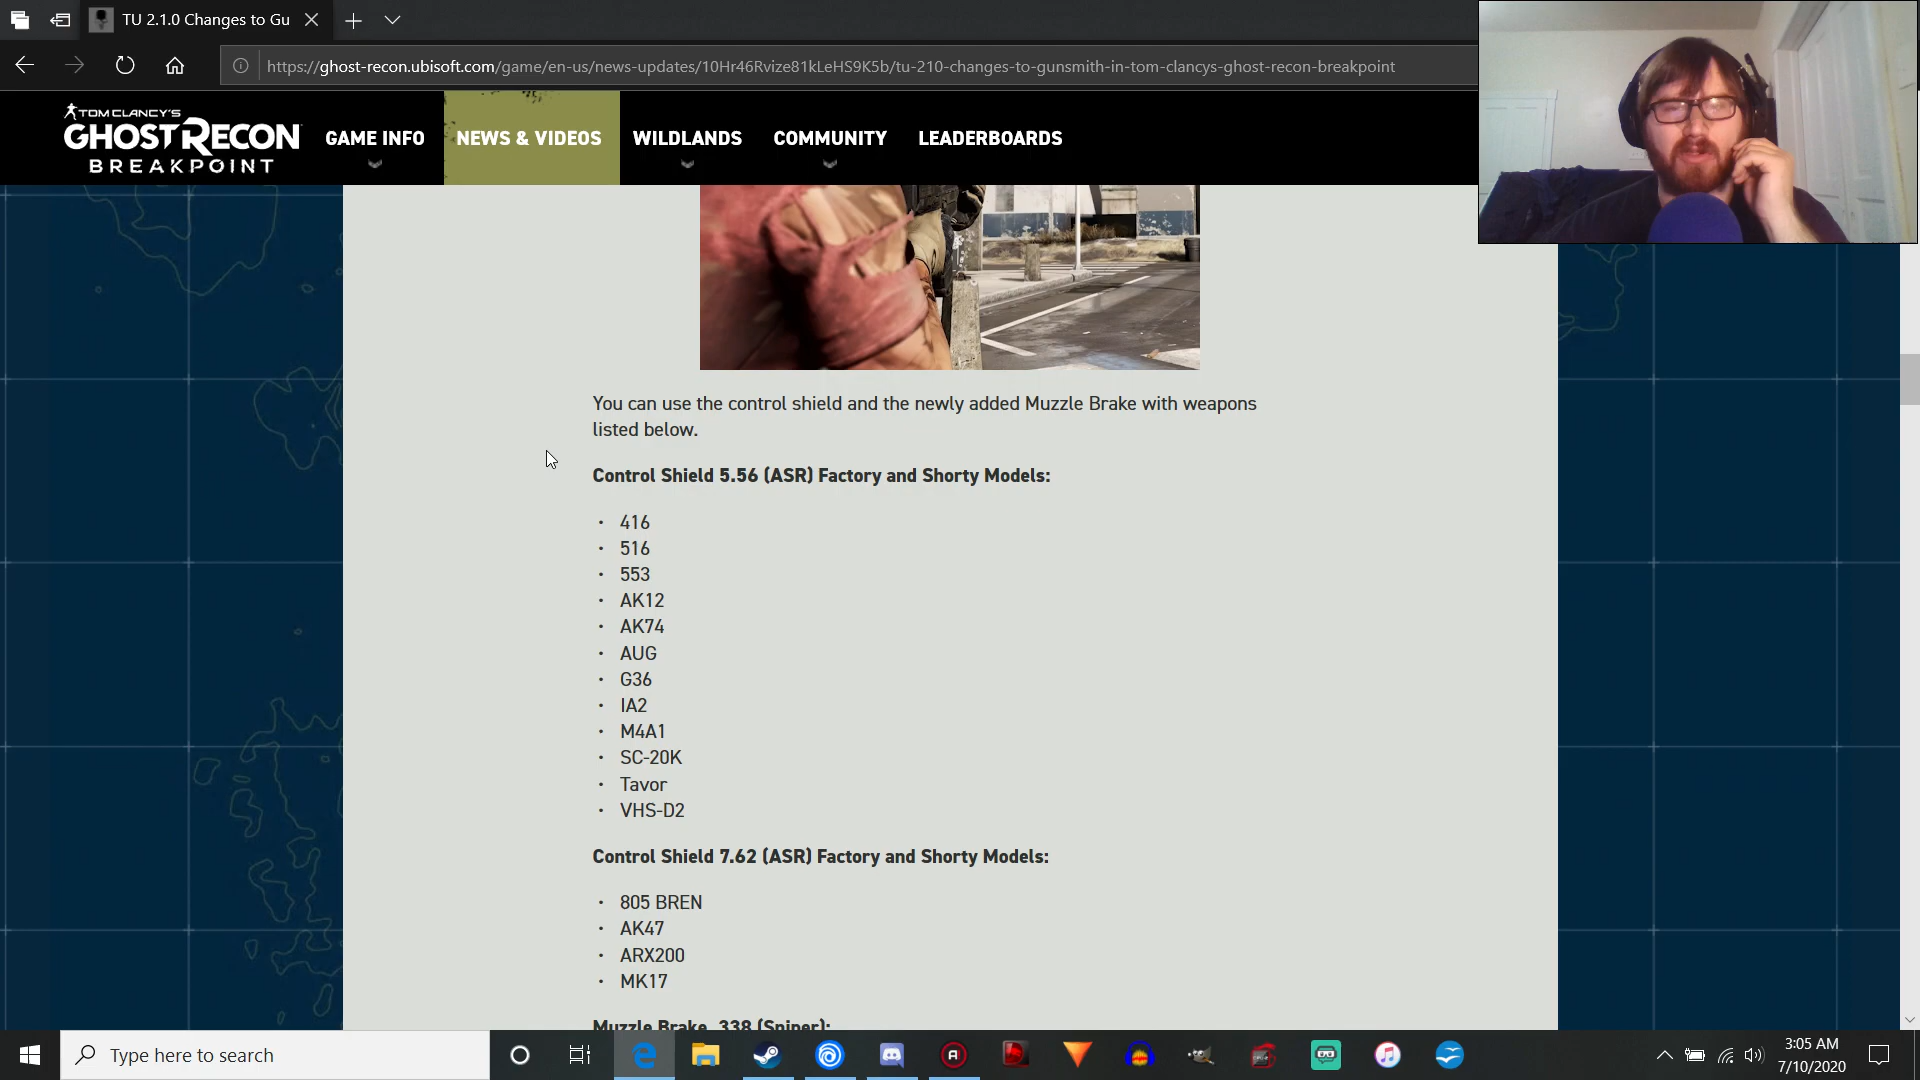 TU 2.1.0 Changes to Gu
https://ghost-recon.ubisoft.com/game/en-us/news-updates/10Hr46Rvize81kLeHS9K5b/tu-210-changes-to-gunsmith-in-tom-clancys-ghost-recon-breakpoint
TOM CLANCY'S
GHOST RECON
BREAKPOINT
GAME INFO
NEWS & VIDEOS
WILDLANDS
COMMUNITY
LEADERBOARDS
You can use the control shield and the newly added Muzzle Brake with weapons
listed below.
Control Shield 5.56 (ASR) Factory and Shorty Models:
• 416
• 516
• 553
• AK12
• AK74
• AUG
• G36
• IA2
• M4A1
• SC-20K
• Tavor
• VHS-D2
Control Shield 7.62 (ASR) Factory and Shorty Models:
• 805 BREN
• AK47
• ARX200
• MK17
Muzzle Brake .338 (Sniper):
Type here to search
3:05 AM
7/10/2020